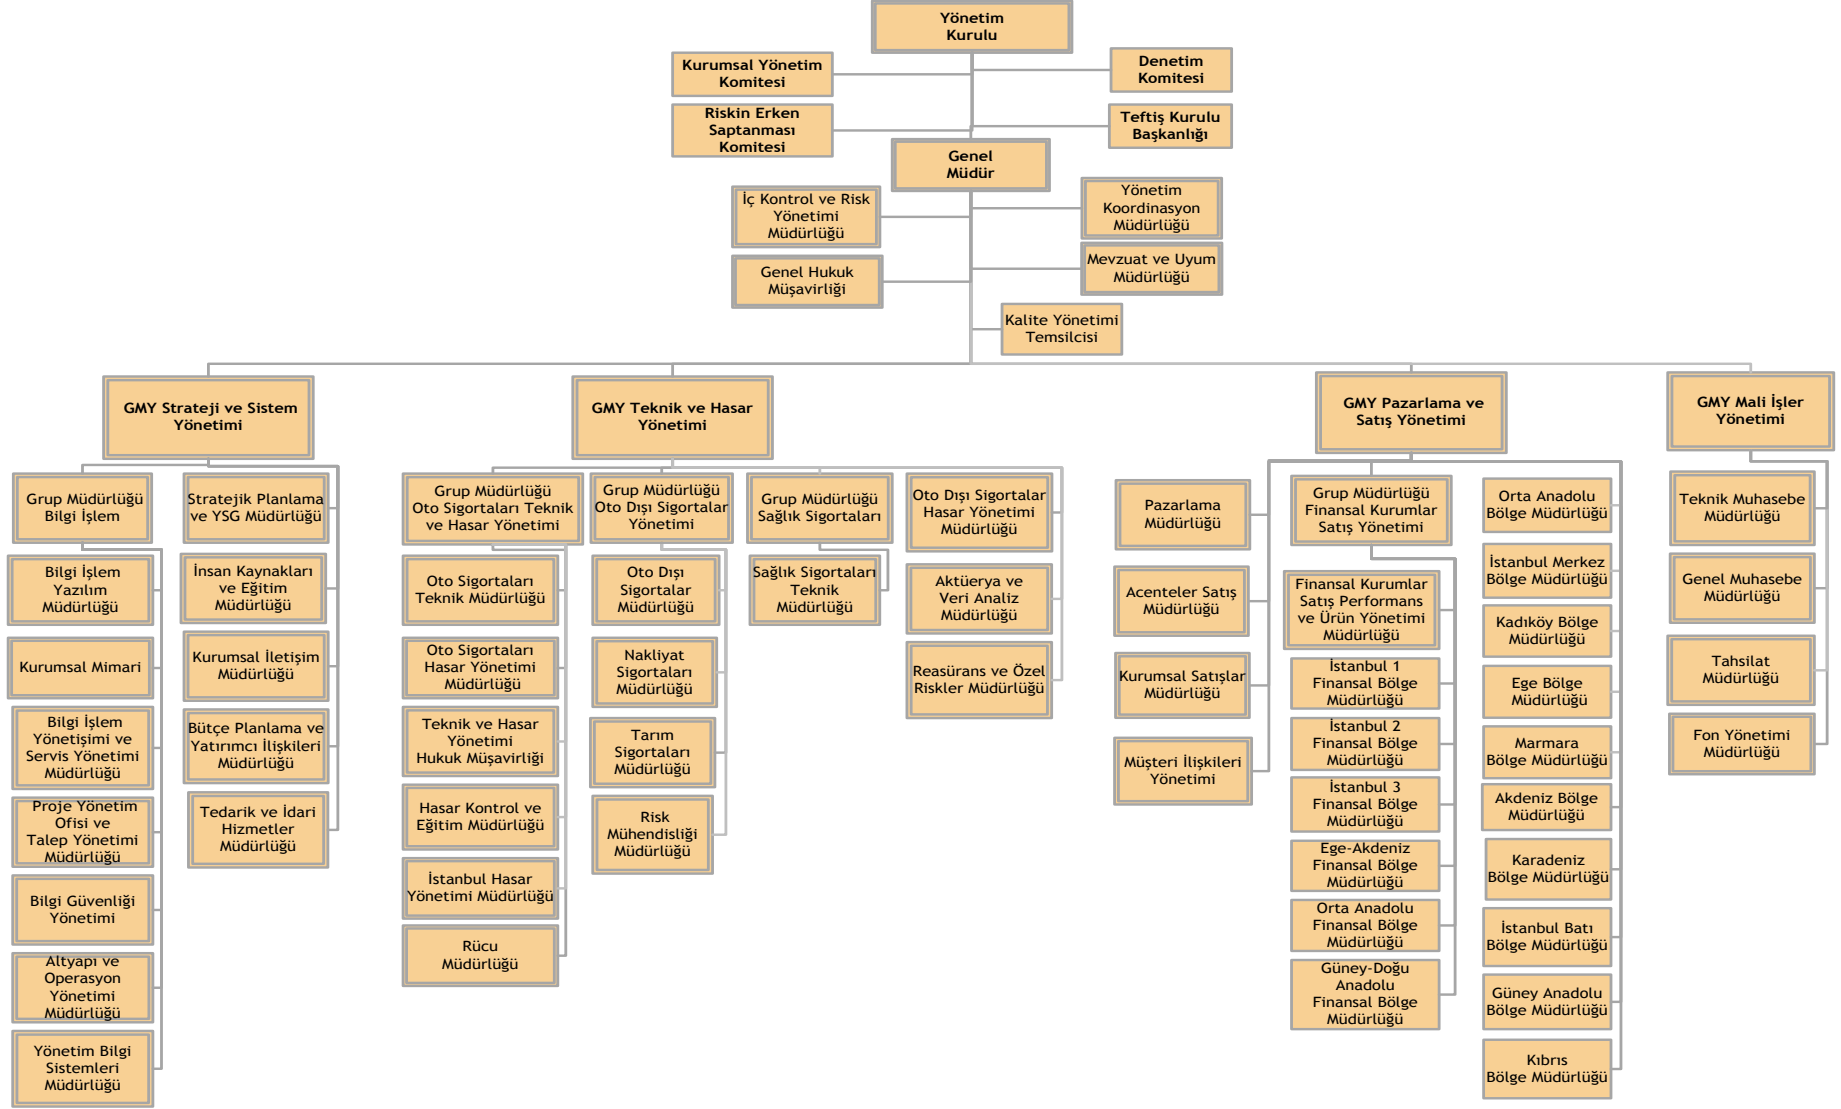 Yönetim
Kurulu
Kurumsal Yönetim
Komitesi
Denetim
Komitesi
Riskin Erken
Saptanması
Komitesi
Teftiş Kurulu
Başkanlığı
Genel
Müdür
İç Kontrol ve Risk
Yönetimi
Müdürlüğü
Yönetim
Koordinasyon
Müdürlüğü
Genel Hukuk
Müşavirliği
Mevzuat ve Uyum
Müdürlüğü
Kalite Yönetimi
Temsilcisi
GMY Strateji ve Sistem
Yönetimi
GMY Teknik ve Hasar
Yönetimi
GMY Pazarlama ve
Satış Yönetimi
GMY Mali İşler
Yönetimi
Grup Müdürlüğü
Bilgi İşlem
Bilgi İşlem
Yazılım
Müdürlüğü
Kurumsal Mimari
Bilgi İşlem
Yönetişimi ve
Servis Yönetimi
Müdürlüğü
Proje Yönetim
Ofisi ve
Talep Yönetimi
Müdürlüğü
Bilgi Güvenliği
Yönetimi
Altyapı ve
Operasyon
Yönetimi
Müdürlüğü
Yönetim Bilgi
Sistemleri
Müdürlüğü
Stratejik Planlama
ve YSG Müdürlüğü
İnsan Kaynakları
ve Eğitim
Müdürlüğü
Kurumsal İletişim
Müdürlüğü
Bütçe Planlama ve
Yatırımcı İlişkileri
Müdürlüğü
Tedarik ve İdari
Hizmetler
Müdürlüğü
Grup Müdürlüğü
Oto Sigortaları Teknik
ve Hasar Yönetimi
Oto Sigortaları
Teknik Müdürlüğü
Oto Sigortaları
Hasar Yönetimi
Müdürlüğü
Teknik ve Hasar
Yönetimi
Hukuk Müşavirliği
Hasar Kontrol ve
Eğitim Müdürlüğü
İstanbul Hasar
Yönetimi Müdürlüğü
Rücu
Müdürlüğü
Grup Müdürlüğü
Oto Dışı Sigortalar
Yönetimi
Oto Dışı
Sigortalar
Müdürlüğü
Nakliyat
Sigortaları
Müdürlüğü
Tarım
Sigortaları
Müdürlüğü
Risk
Mühendisliği
Müdürlüğü
Grup Müdürlüğü
Sağlık Sigortaları
Sağlık Sigortaları
Teknik
Müdürlüğü
Oto Dışı Sigortalar
Hasar Yönetimi
Müdürlüğü
Aktüerya ve
Veri Analiz
Müdürlüğü
Reasürans ve Özel
Riskler Müdürlüğü
Pazarlama
Müdürlüğü
Acenteler Satış
Müdürlüğü
Kurumsal Satışlar
Müdürlüğü
Müşteri İlişkileri
Yönetimi
Grup Müdürlüğü
Finansal Kurumlar
Satış Yönetimi
Finansal Kurumlar
Satış Performans
ve Ürün Yönetimi
Müdürlüğü
İstanbul 1
Finansal Bölge
Müdürlüğü
İstanbul 2
Finansal Bölge
Müdürlüğü
İstanbul 3
Finansal Bölge
Müdürlüğü
Ege-Akdeniz
Finansal Bölge
Müdürlüğü
Orta Anadolu
Finansal Bölge
Müdürlüğü
Güney-Doğu
Anadolu
Finansal Bölge
Müdürlüğü
Orta Anadolu
Bölge Müdürlüğü
İstanbul Merkez
Bölge Müdürlüğü
Kadıköy Bölge
Müdürlüğü
Ege Bölge
Müdürlüğü
Marmara
Bölge Müdürlüğü
Akdeniz Bölge
Müdürlüğü
Karadeniz
Bölge Müdürlüğü
İstanbul Batı
Bölge Müdürlüğü
Güney Anadolu
Bölge Müdürlüğü
Kıbrıs
Bölge Müdürlüğü
Teknik Muhasebe
Müdürlüğü
Genel Muhasebe
Müdürlüğü
Tahsilat
Müdürlüğü
Fon Yönetimi
Müdürlüğü